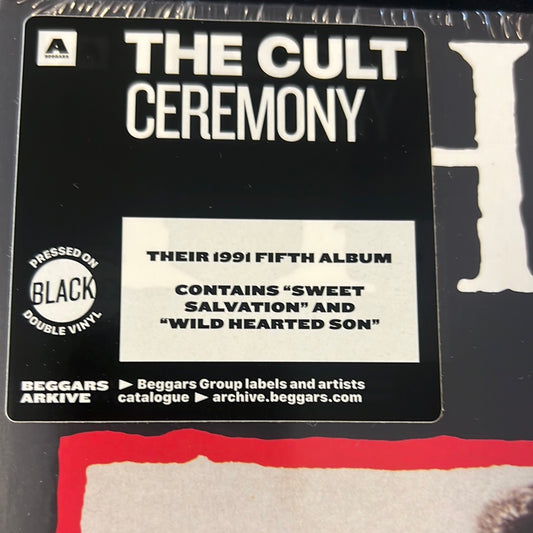 A
BEGGARS
THE CULT
CEREMONY
H
THEIR 1991 FIFTH ALBUM
CONTAINS “SWEET
SALVATION” AND
“WILD HEARTED SON”
PRESSED ON
BLACK
DOUBLE VINYL
BEGGARS
ARKIVE
► Beggars Group labels and artists
catalogue ► archive.beggars.com